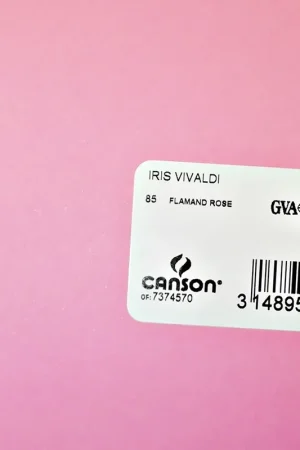 IRIS VIVALDI
85 FLAMAND ROSE
GVA
CANSON
OF: 7374570
3 14895